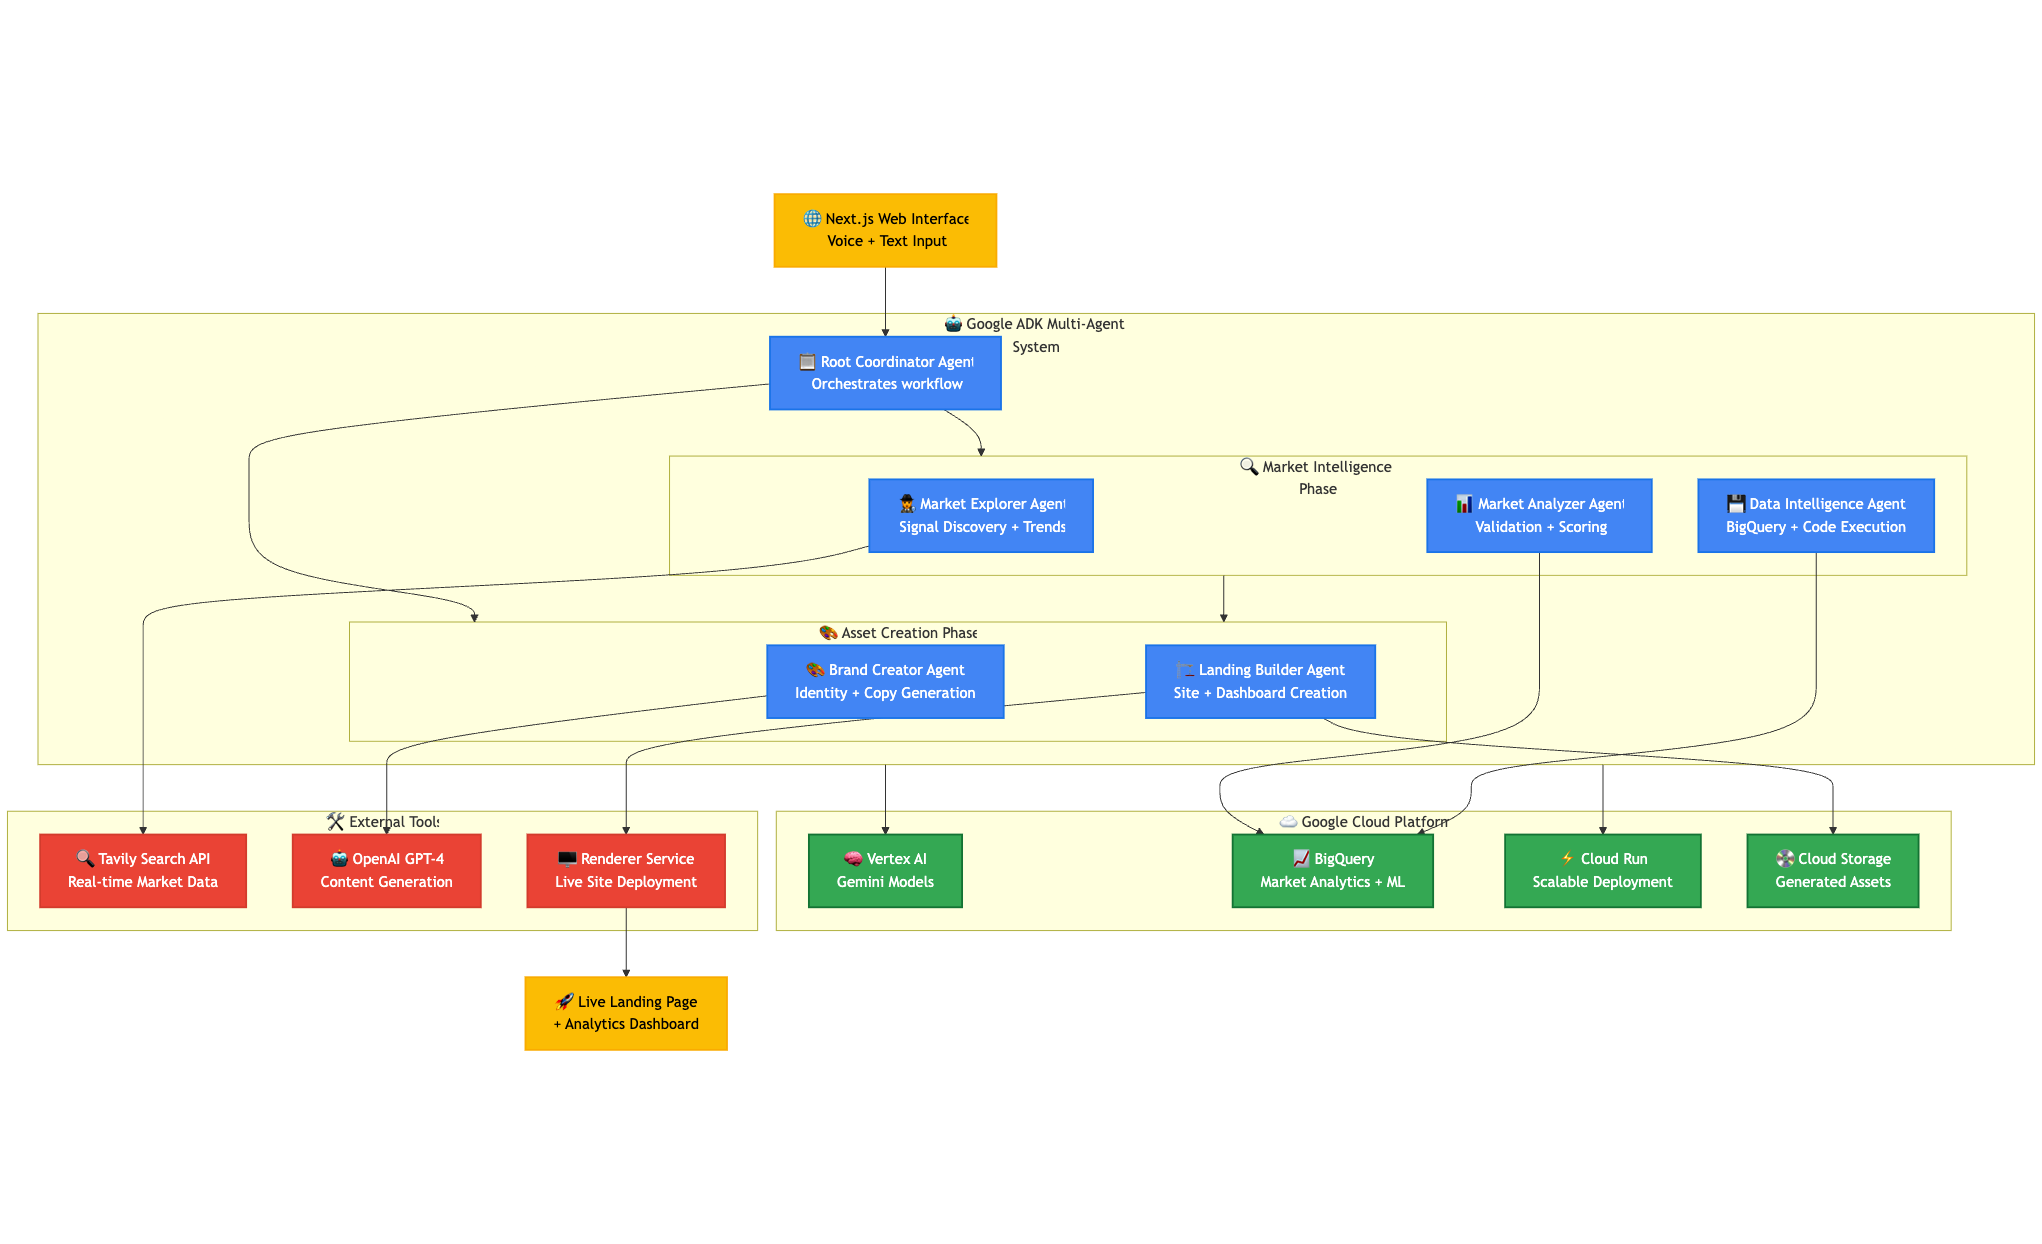 Next.js Web Interface
Voice + Text Input
Google ADK Multi-Agent
System
Root Coordinator Agent
Orchestrates workflow
Market Intelligence
Phase
Market Explorer Agent
Signal Discovery + Trends
Market Analyzer Agent
Validation + Scoring
Data Intelligence Agent
BigQuery + Code Execution
Asset Creation Phase
Brand Creator Agent
Identity + Copy Generation
Landing Builder Agent
Site + Dashboard Creation
External Tools
Tavily Search API
Real-time Market Data
OpenAI GPT-4
Content Generation
Renderer Service
Live Site Deployment
Google Cloud Platform
Vertex AI
Gemini Models
BigQuery
Market Analytics + ML
Cloud Run
Scalable Deployment
Cloud Storage
Generated Assets
Live Landing Page
+ Analytics Dashboard